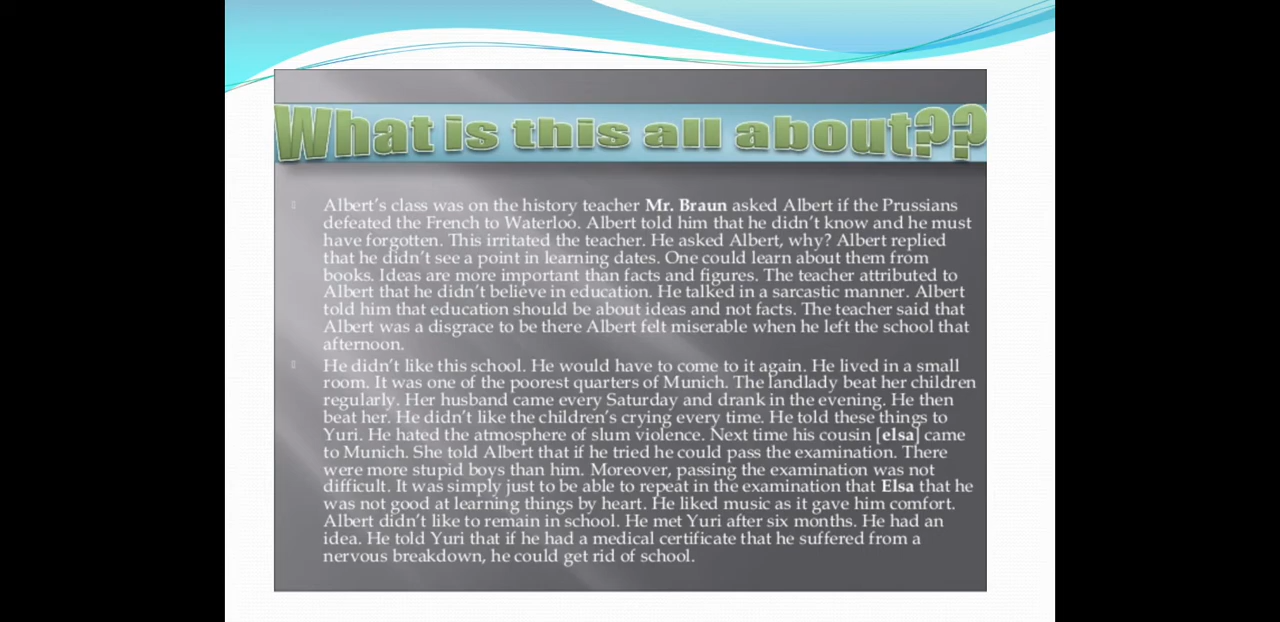 What is this all about??
Albert's class was on the history teacher Mr. Braun asked Albert if the Prussians
defeated the French to Waterloo. Albert told him that he didn't know and he must
have forgotten. This irritated the teacher. He asked Albert, why? Albert replied
that he didn't see a point in learning dates. One could learn about them from
books. Ideas are more important than facts and figures. The teacher attributed to
Albert that he didn't believe in education. He talked in a sarcastic manner. Albert
told him that education should be about ideas and not facts. The teacher said that
Albert was a disgrace to be there Albert felt miserable when he left the school that
afternoon.
He didn't like this school. He would have to come to it again. He lived in a small
room. It was one of the poorest quarters of Munich. The landlady beat her children
regularly. Her husband came every Saturday and drank in the evening. He then
beat her. He didn't like the children's crying every time. He told these things to
Yuri. He hated the atmosphere of slum violence. Next time his cousin [elsa] came
to Munich. She told Albert that if he tried he could pass the examination. There
were more stupid boys than him. Moreover, passing the examination was not
difficult. It was simply just to be able to repeat in the examination that Elsa that he
was not good at learning things by heart. He liked music as it gave him comfort.
Albert didn't like to remain in school. He met Yuri after six months. He had an
idea. He told Yuri that if he had a medical certificate that he suffered from a
nervous breakdown, he could get rid of school.